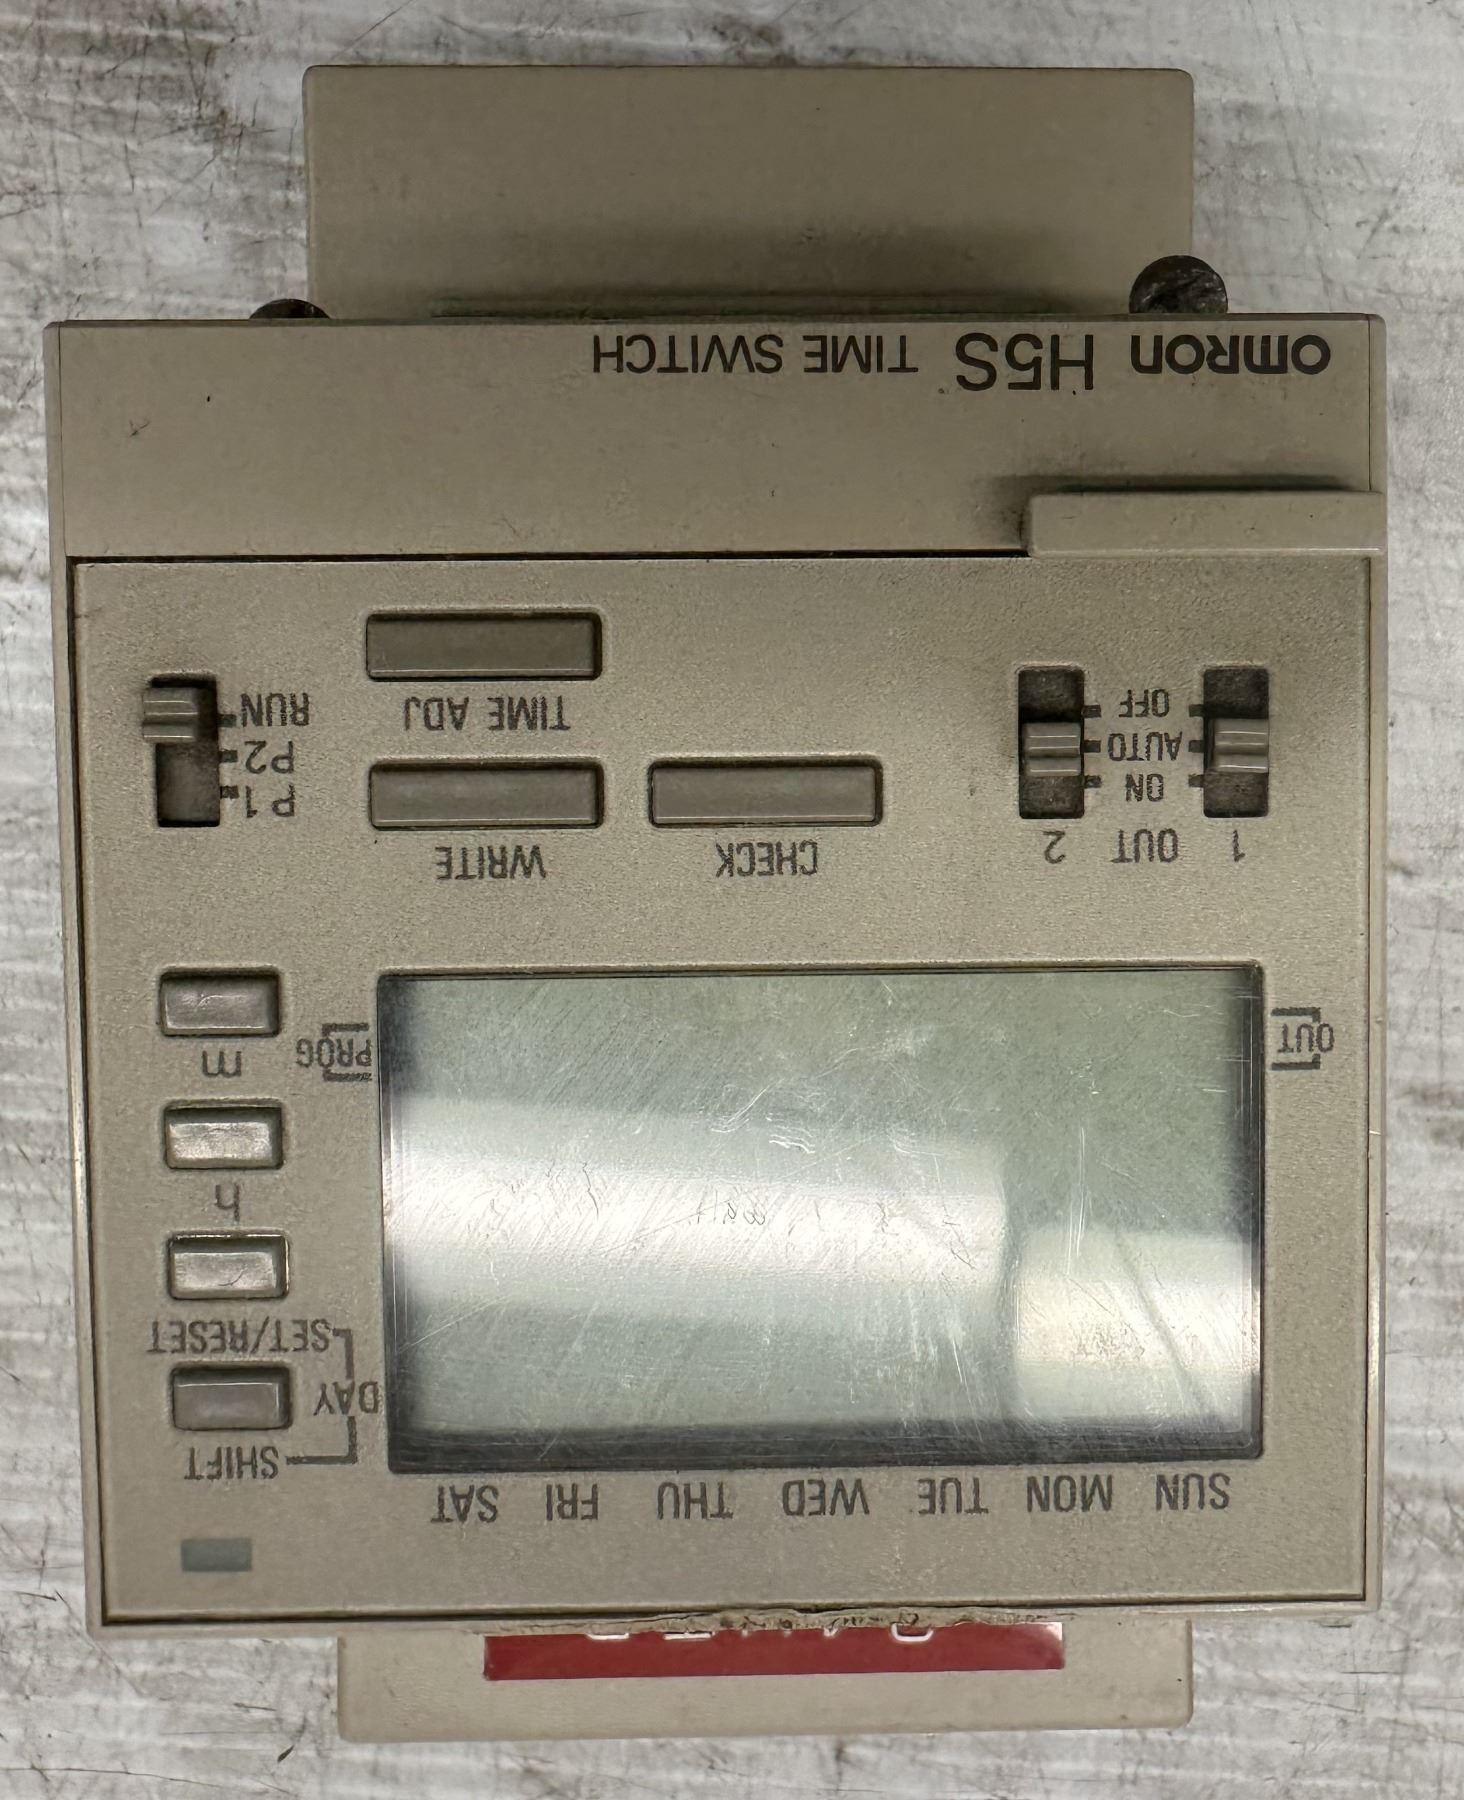 SUN MON TUE WED THU FRI SAT
SHIFT
DAY
SET/RESET
h
OUT
PROG
m
1 OUT 2
CHECK
WRITE
ON
AUTO
OFF
TIME ADJ
P1
P2
RUN
OMRON H5S TIME SWITCH